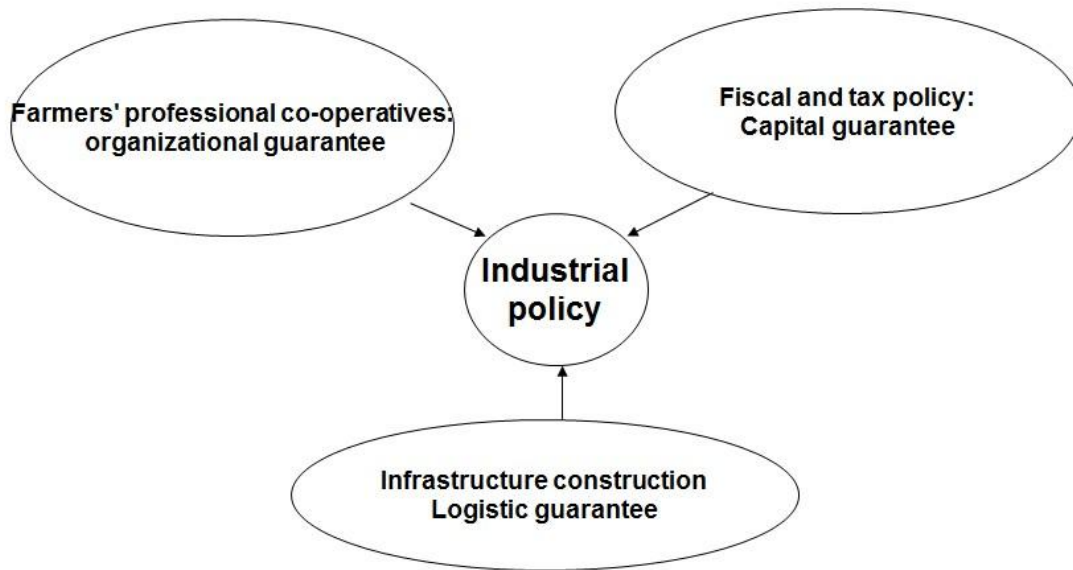 Farmers' professional co-operatives:
organizational guarantee
Fiscal and tax policy:
Capital guarantee
Industrial
policy
Infrastructure construction
Logistic guarantee